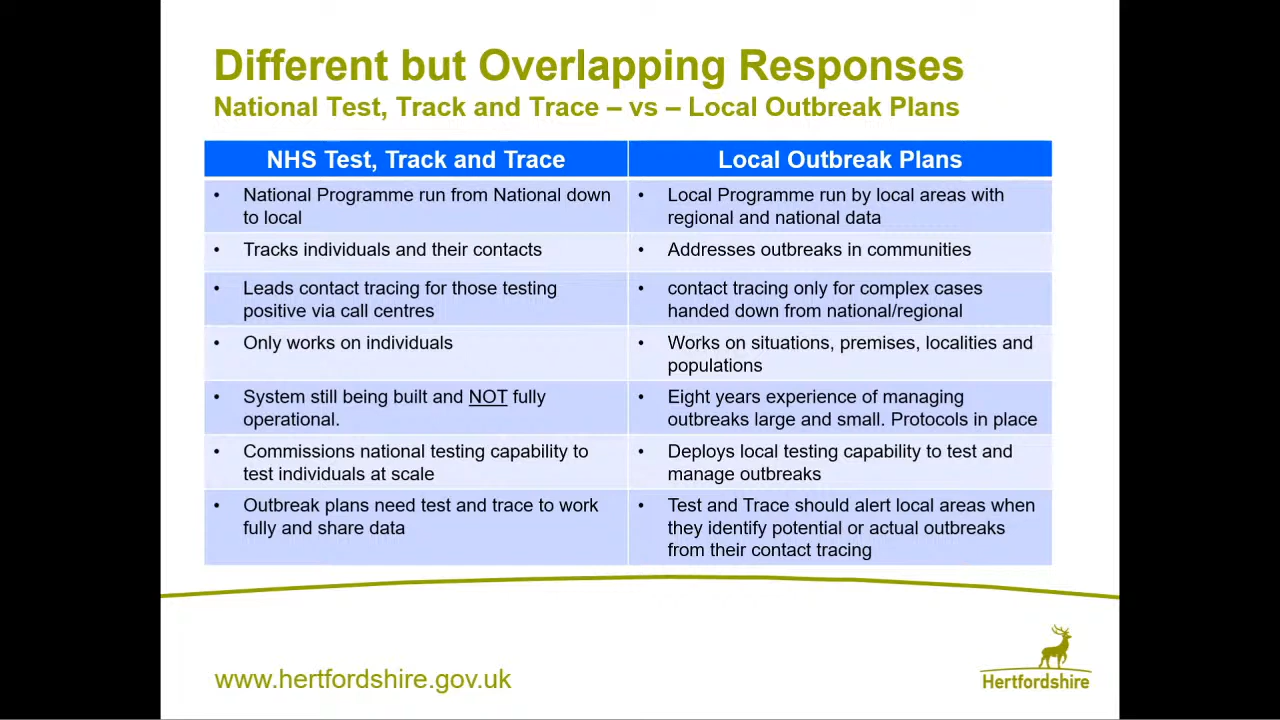 Different but Overlapping Responses
National Test, Track and Trace – vs – Local Outbreak Plans
NHS Test, Track and Trace
Local Outbreak Plans
• National Programme run from National down
to local
• Local Programme run by local areas with
regional and national data
• Tracks individuals and their contacts
• Addresses outbreaks in communities
• Leads contact tracing for those testing
positive via call centres
• contact tracing only for complex cases
handed down from national/regional
• Only works on individuals
• Works on situations, premises, localities and
populations
• System still being built and NOT fully
operational.
• Eight years experience of managing
outbreaks large and small. Protocols in place
• Commissions national testing capability to
test individuals at scale
• Deploys local testing capability to test and
manage outbreaks
• Outbreak plans need test and trace to work
fully and share data
• Test and Trace should alert local areas when
they identify potential or actual outbreaks
from their contact tracing
www.hertfordshire.gov.uk
Hertfordshire